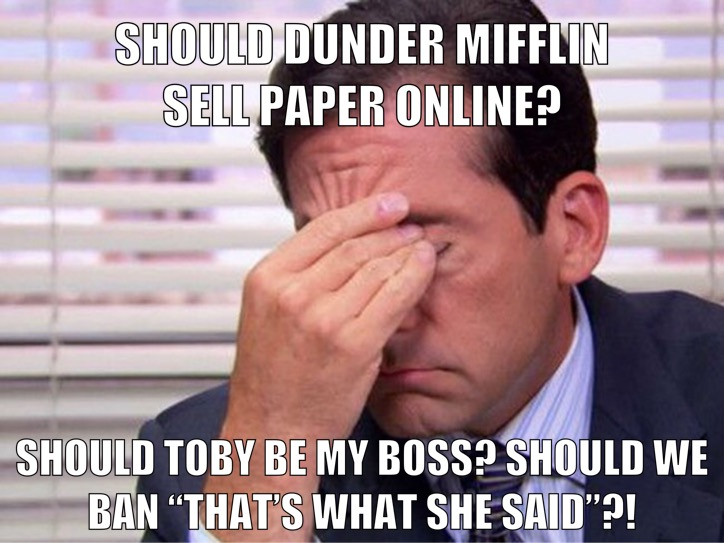 SHOULD DUNDER MIFFLIN
SELL PAPER ONLINE?
SHOULD TOBY BE MY BOSS? SHOULD WE
BAN “THAT’S WHAT SHE SAID”?!